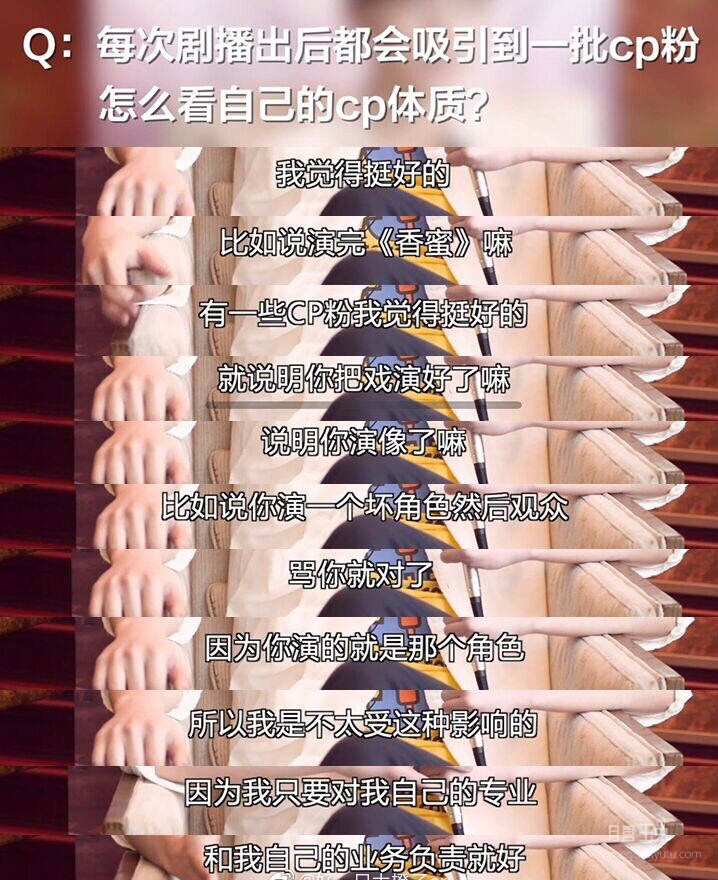 Q：每次剧播出后都会吸引到一批cp粉
怎么看自己的cp体质？
我觉得挺好的
比如说演完《香蜜》嘛
有一些CP粉我觉得挺好的
就说明你把戏演好了嘛
说明你演像了嘛
比如说你演一个坏角色然后观众
骂你就对了
因为你演的就是那个角色
所以我是不太受这种影响的
因为我只要对我自己的专业
和我自己的业务负责就好